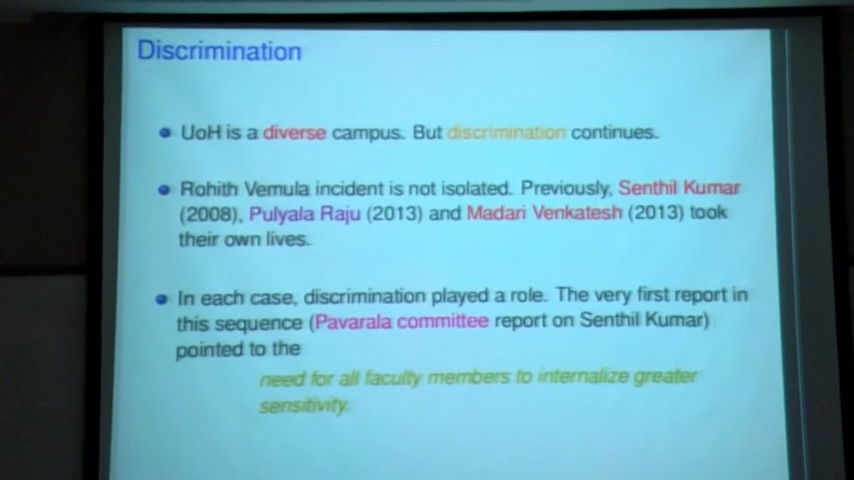 Discrimination
UoH is a diverse campus. But discrimination continues.
Rohith Vemula incident is not isolated. Previously, Senthil Kumar
(2008), Pulyala Raju (2013) and Madari Venkatesh (2013) took
their own lives.
In each case, discrimination played a role. The very first report in
this sequence (Pavarala committee report on Senthil Kumar)
pointed to the
need for all faculty members to internalize greater
sensitivity.